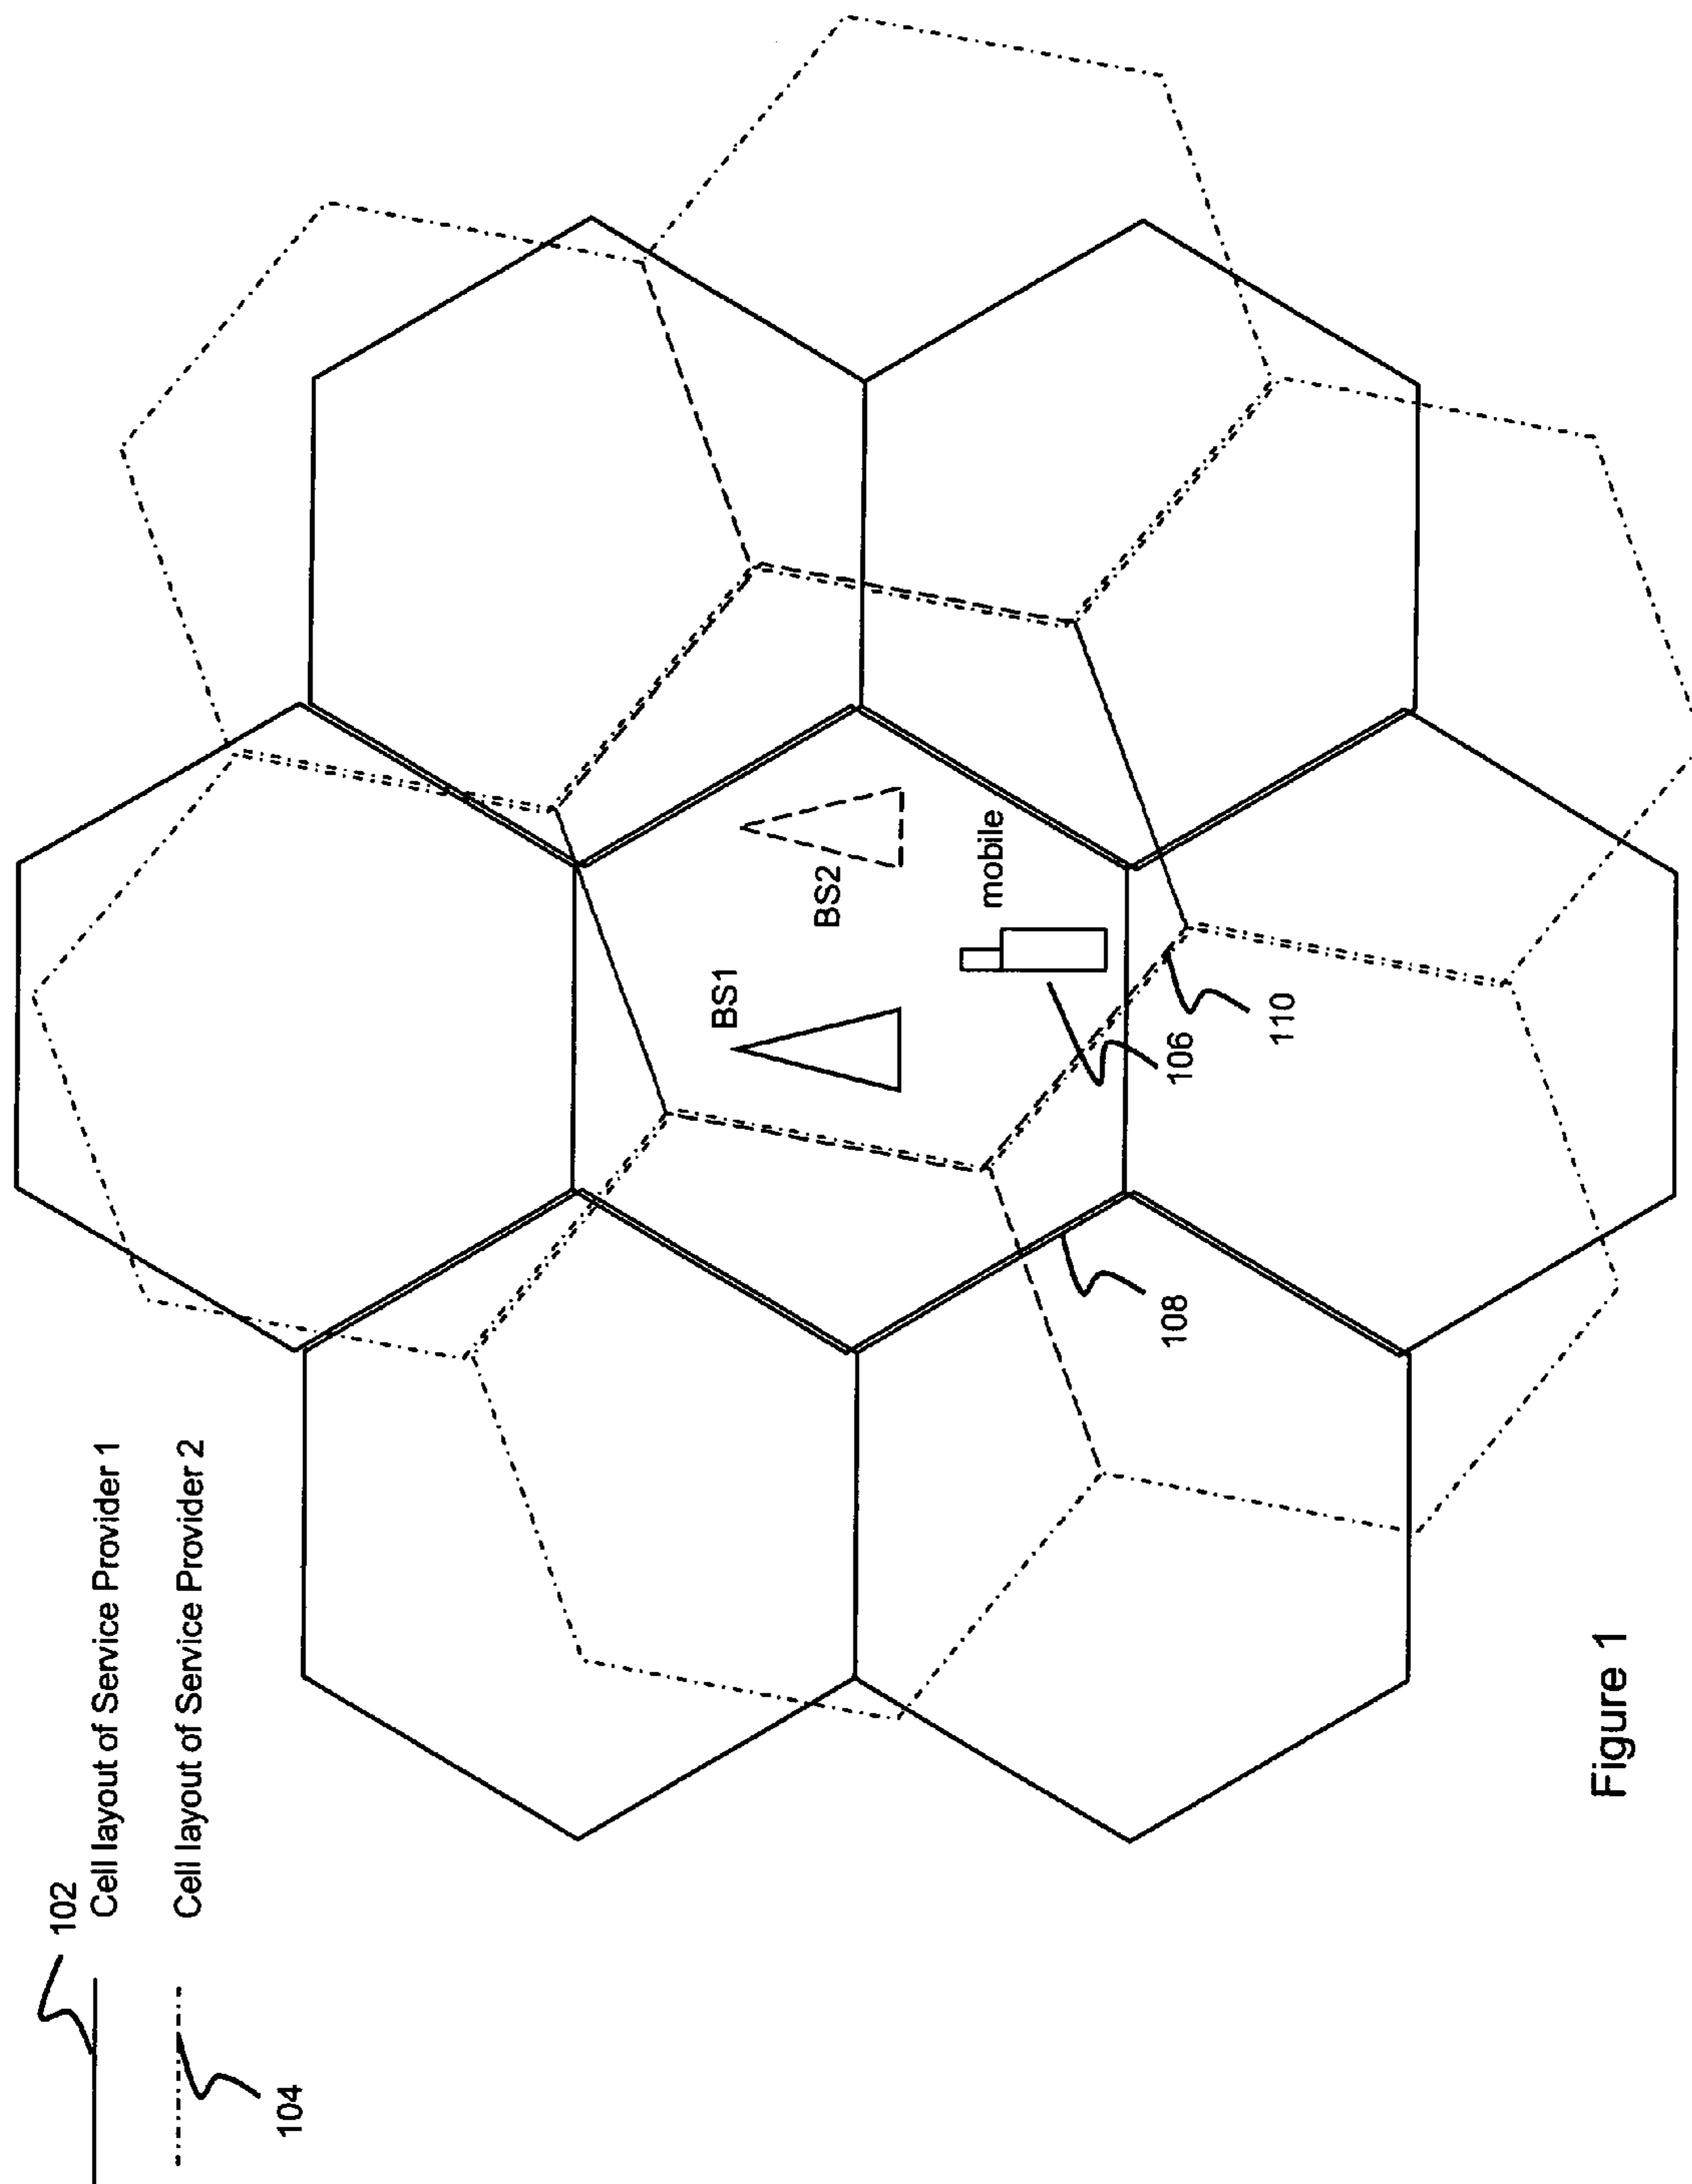 102
Cell layout of Service Provider 1
Cell layout of Service Provider 2
104
BS1
BS2
mobile
106
110
108
Figure 1